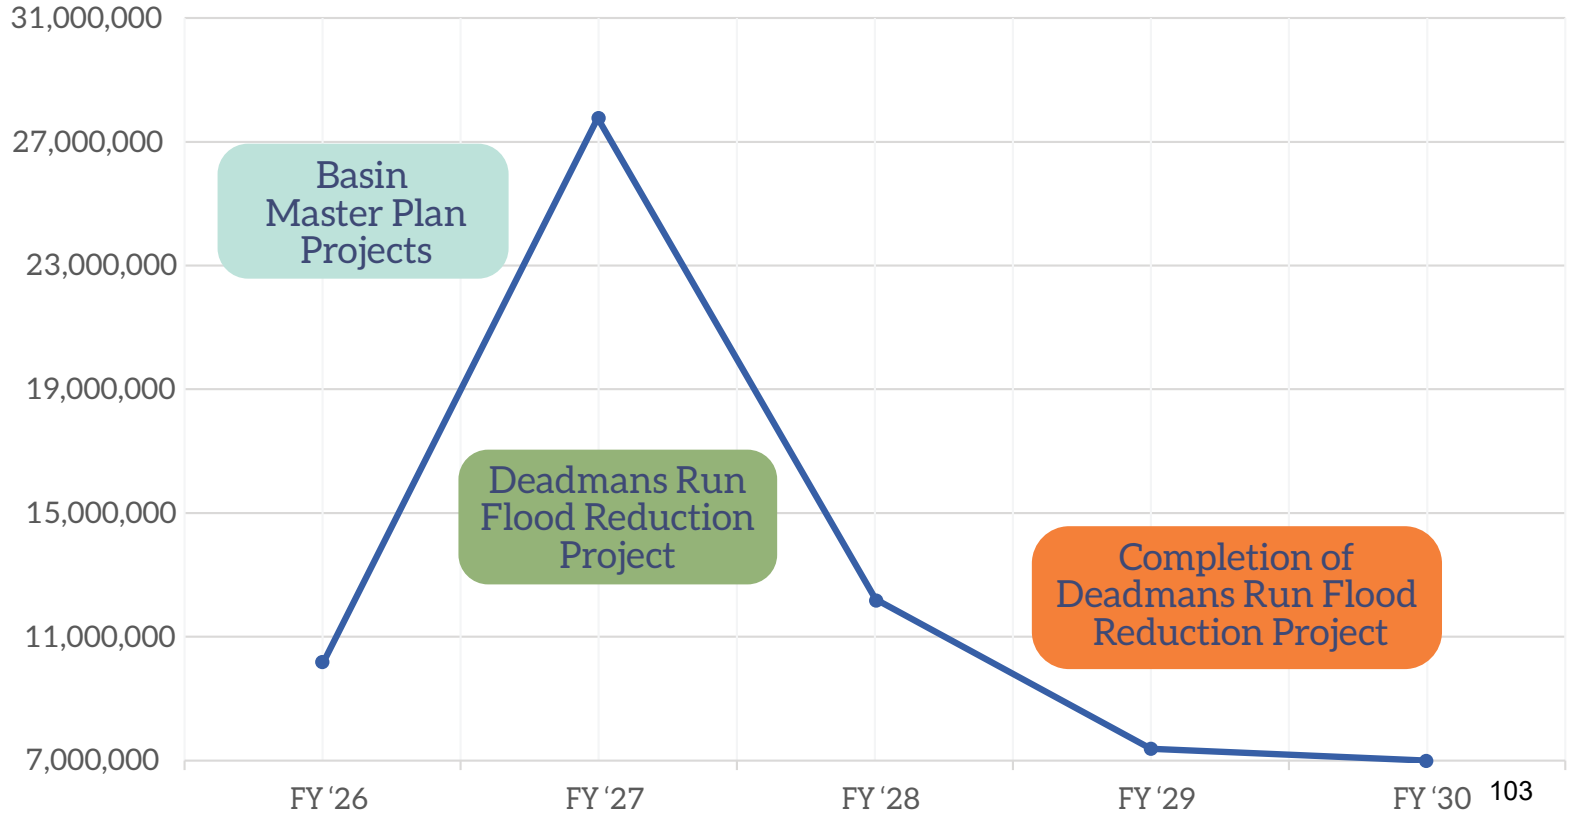 31,000,000
27,000,000
23,000,000
19,000,000
15,000,000
11,000,000
7,000,000
Basin
Master Plan
Projects
Deadmans Run
Flood Reduction
Project
Completion of
Deadmans Run Flood
Reduction Project
FY ‘26 FY ‘27 FY ‘28 FY ‘29 FY ‘30 103